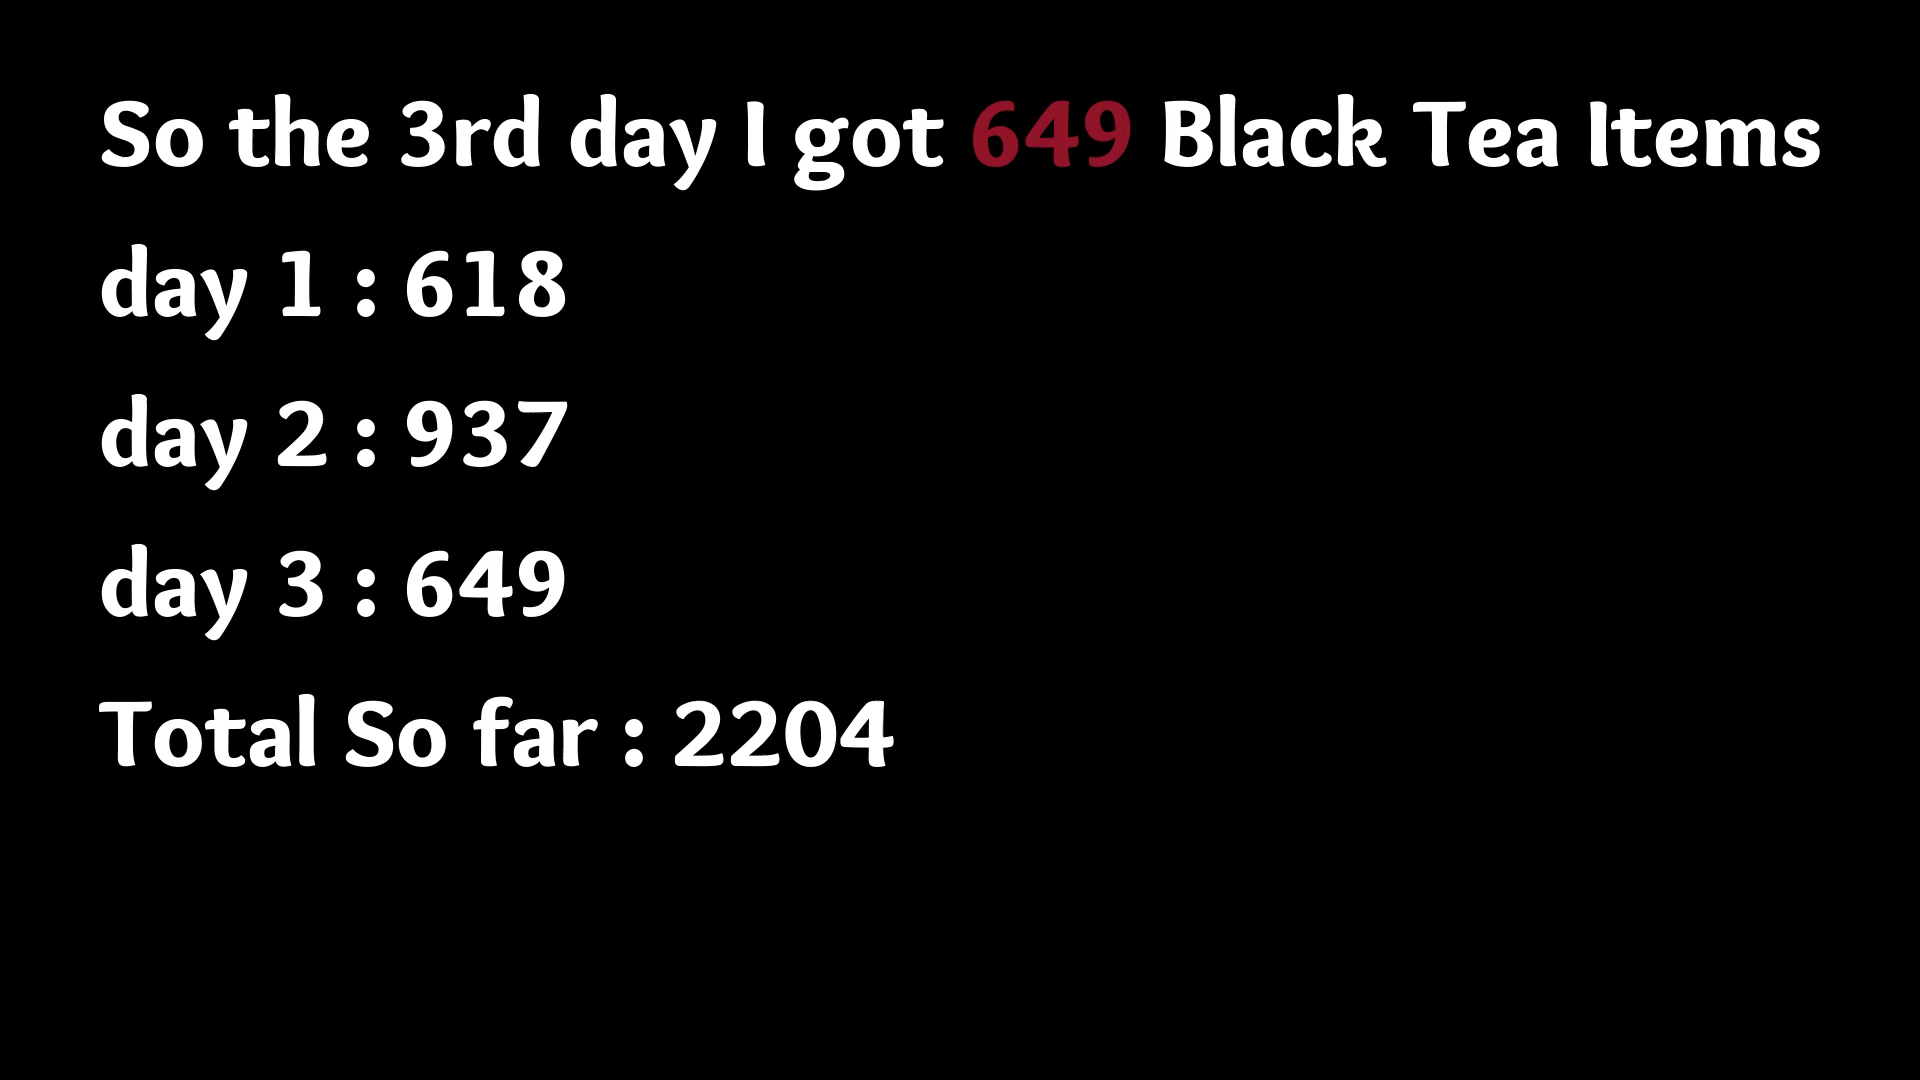 So the 3rd day I got 649 Black Tea Items
day 1 : 618
day 2 : 937
day 3 : 649
Total So far : 2204